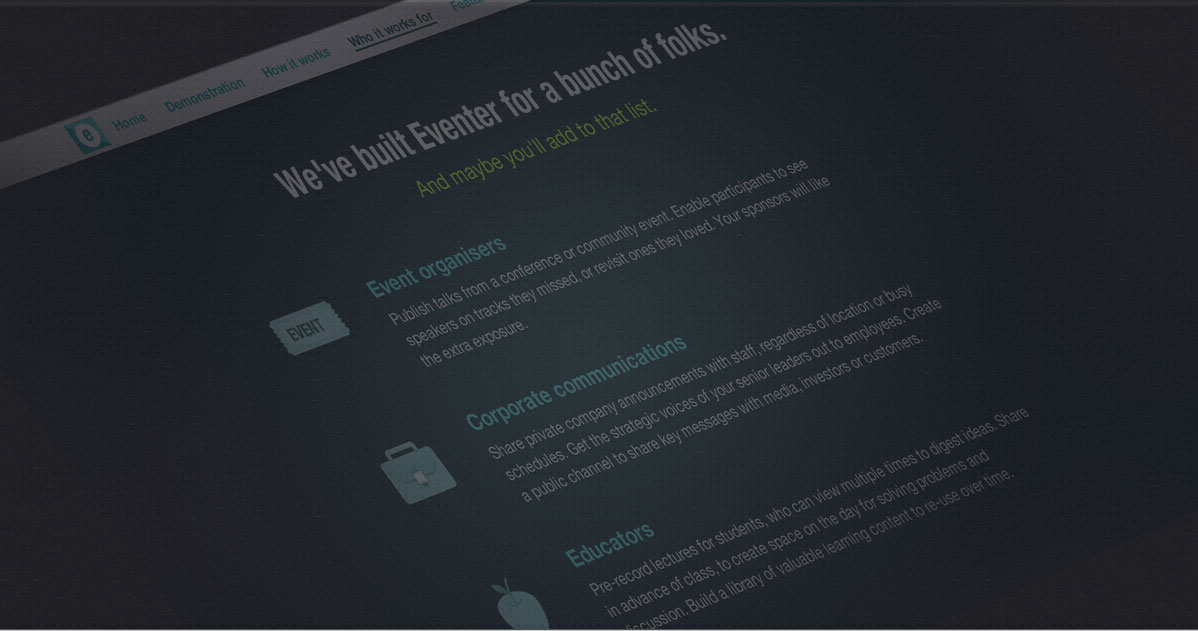 Home Demonstration How it works Who it works for
We've built Eventer for a bunch of folks.
And maybe you'll add to that list.
EVENT
Event organisers
Publish talks from a conference or community event. Enable participants to see
speakers on tracks they missed, or revisit ones they loved. Your sponsors will like
the extra exposure.
Corporate communications
Share private company announcements with staff, regardless of location or busy
schedules. Get the strategic voices of your senior leaders out to employees. Create
a public channel to share key messages with media, investors or customers.
Educators
Pre-record lectures for students, who can view multiple times to digest ideas. Share
in advance of class, to create space on the day for solving problems and
discussion. Build a library of valuable learning content to re-use over time.